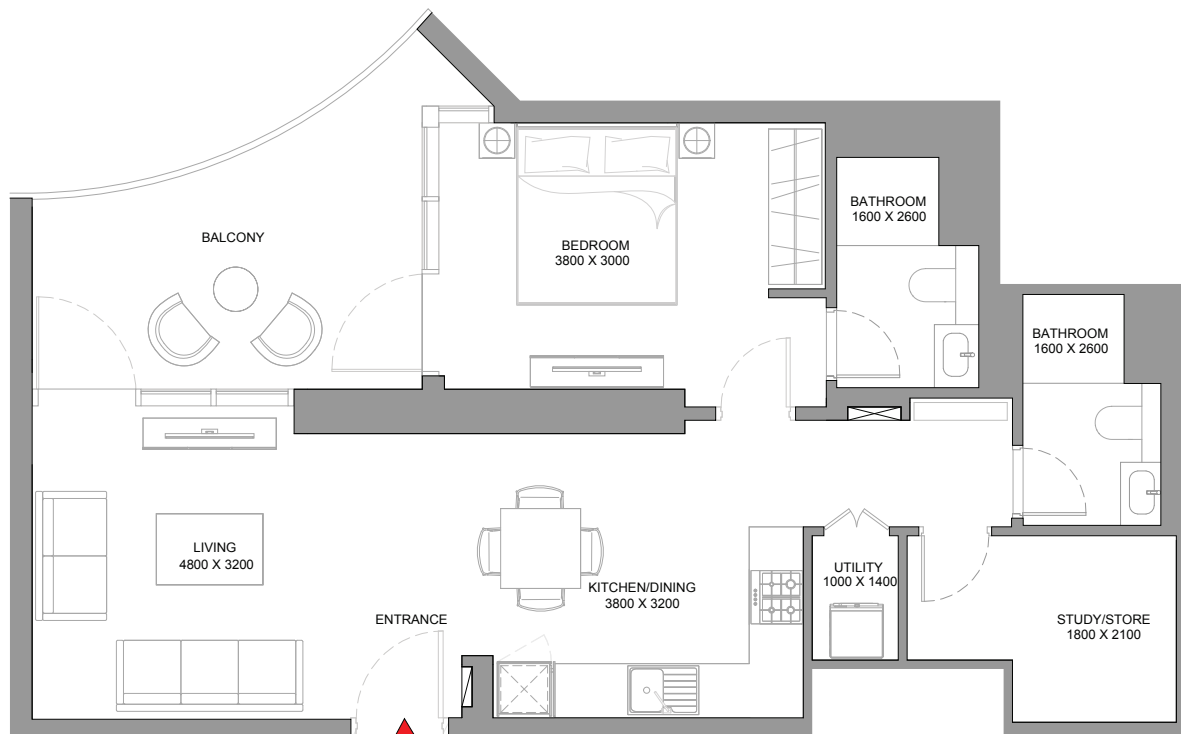 BATHROOM
1600 X 2600
BALCONY
BEDROOM
3800 X 3000
BATHROOM
1600 X 2600
LIVING
4800 X 3200
UTILITY
1000 X 1400
KITCHEN/DINING
3800 X 3200
ENTRANCE
STUDY/STORE
1800 X 2100